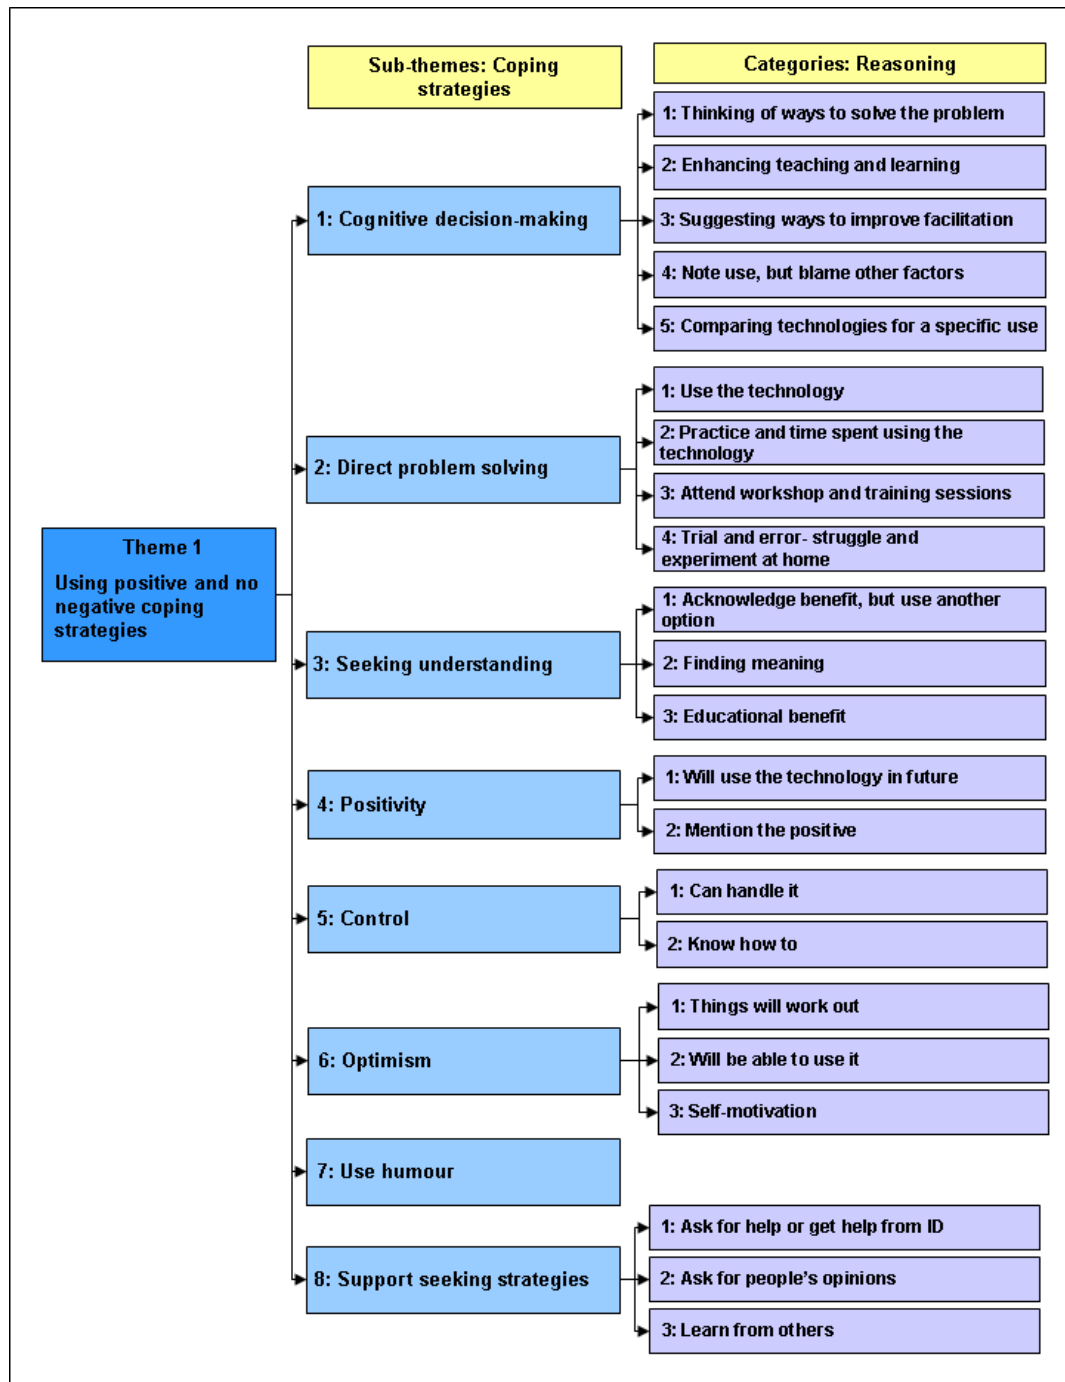 Sub-themes: Coping
strategies
Categories: Reasoning
1: Thinking of ways to solve the problem
2: Enhancing teaching and learning
1: Cognitive decision-making
3: Suggesting ways to improve facilitation
4: Note use, but blame other factors
5: Comparing technologies for a specific use
1: Use the technology
2: Practice and time spent using the
technology
2: Direct problem solving
3: Attend workshop and training sessions
4: Trial and error- struggle and
experiment at home
Theme 1
Using positive and no
negative coping
strategies
1: Acknowledge benefit, but use another
option
3: Seeking understanding
2: Finding meaning
3: Educational benefit
1: Will use the technology in future
4: Positivity
2: Mention the positive
1: Can handle it
5: Control
2: Know how to
1: Things will work out
6: Optimism
2: Will be able to use it
3: Self-motivation
7: Use humour
1: Ask for help or get help from ID
8: Support seeking strategies
2: Ask for people's opinions
3: Learn from others